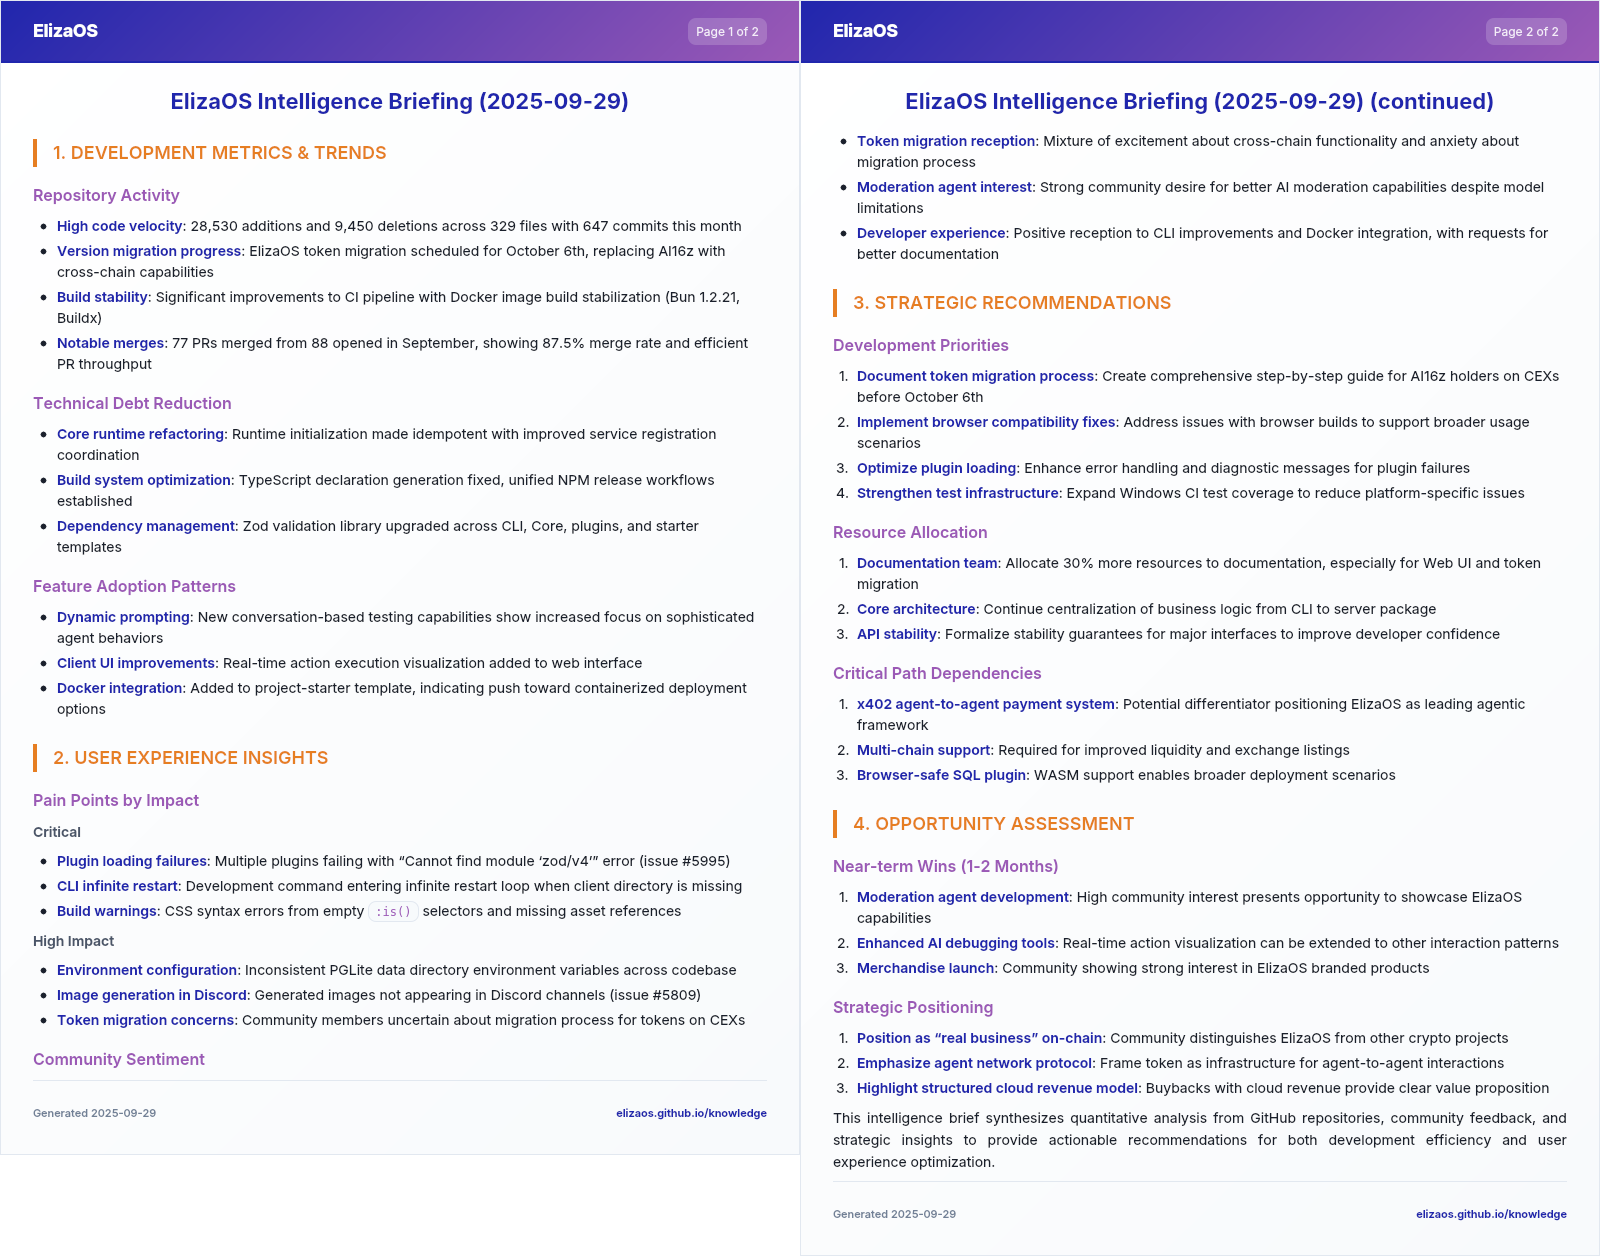 ElizaOS
Page 1 of 2
ElizaOS Intelligence Briefing (2025-09-29)
1. DEVELOPMENT METRICS & TRENDS
Repository Activity
• High code velocity: 28,530 additions and 9,450 deletions across 329 files with 647 commits this month
• Version migration progress: ElizaOS token migration scheduled for October 6th, replacing AI16z with
cross-chain capabilities
• Build stability: Significant improvements to CI pipeline with Docker image build stabilization (Bun 1.2.21,
Buildx)
• Notable merges: 77 PRs merged from 88 opened in September, showing 87.5% merge rate and efficient
PR throughput
Technical Debt Reduction
• Core runtime refactoring: Runtime initialization made idempotent with improved service registration
coordination
• Build system optimization: TypeScript declaration generation fixed, unified NPM release workflows
established
• Dependency management: Zod validation library upgraded across CLI, Core, plugins, and starter
templates
Feature Adoption Patterns
• Dynamic prompting: New conversation-based testing capabilities show increased focus on sophisticated
agent behaviors
• Client UI improvements: Real-time action execution visualization added to web interface
• Docker integration: Added to project-starter template, indicating push toward containerized deployment
options
2. USER EXPERIENCE INSIGHTS
Pain Points by Impact
Critical
• Plugin loading failures: Multiple plugins failing with “Cannot find module ‘zod/v4’” error (issue #5995)
• CLI infinite restart: Development command entering infinite restart loop when client directory is missing
• Build warnings: CSS syntax errors from empty :is() selectors and missing asset references
High Impact
• Environment configuration: Inconsistent PGLite data directory environment variables across codebase
• Image generation in Discord: Generated images not appearing in Discord channels (issue #5809)
• Token migration concerns: Community members uncertain about migration process for tokens on CEXs
Community Sentiment
Generated 2025-09-29
elizaos.github.io/knowledge
ElizaOS
Page 2 of 2
ElizaOS Intelligence Briefing (2025-09-29) (continued)
• Token migration reception: Mixture of excitement about cross-chain functionality and anxiety about
migration process
• Moderation agent interest: Strong community desire for better AI moderation capabilities despite model
limitations
• Developer experience: Positive reception to CLI improvements and Docker integration, with requests for
better documentation
3. STRATEGIC RECOMMENDATIONS
Development Priorities
1. Document token migration process: Create comprehensive step-by-step guide for AI16z holders on CEXs
before October 6th
2. Implement browser compatibility fixes: Address issues with browser builds to support broader usage
scenarios
3. Optimize plugin loading: Enhance error handling and diagnostic messages for plugin failures
4. Strengthen test infrastructure: Expand Windows CI test coverage to reduce platform-specific issues
Resource Allocation
1. Documentation team: Allocate 30% more resources to documentation, especially for Web UI and token
migration
2. Core architecture: Continue centralization of business logic from CLI to server package
3. API stability: Formalize stability guarantees for major interfaces to improve developer confidence
Critical Path Dependencies
1. x402 agent-to-agent payment system: Potential differentiator positioning ElizaOS as leading agentic
framework
2. Multi-chain support: Required for improved liquidity and exchange listings
3. Browser-safe SQL plugin: WASM support enables broader deployment scenarios
4. OPPORTUNITY ASSESSMENT
Near-term Wins (1-2 Months)
1. Moderation agent development: High community interest presents opportunity to showcase ElizaOS
capabilities
2. Enhanced AI debugging tools: Real-time action visualization can be extended to other interaction patterns
3. Merchandise launch: Community showing strong interest in ElizaOS branded products
Strategic Positioning
1. Position as “real business” on-chain: Community distinguishes ElizaOS from other crypto projects
2. Emphasize agent network protocol: Frame token as infrastructure for agent-to-agent interactions
3. Highlight structured cloud revenue model: Buybacks with cloud revenue provide clear value proposition
This intelligence brief synthesizes quantitative analysis from GitHub repositories, community feedback, and
strategic insights to provide actionable recommendations for both development efficiency and user
experience optimization.
Generated 2025-09-29
elizaos.github.io/knowledge